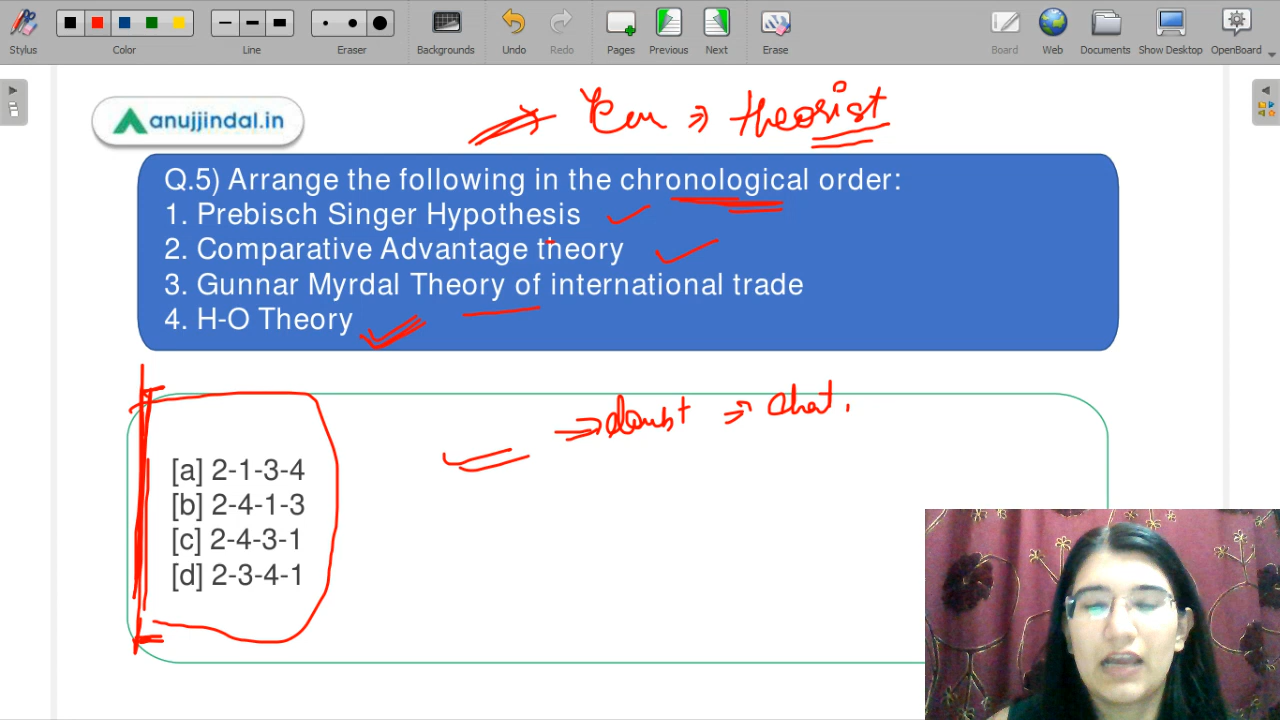 Stylus
Color
Line
Eraser
Backgrounds
Undo
Redo
Pages
Previous
Next
Erase
Board
Web
Documents
Show Desktop
OpenBoard
anujjindal.in
⇒ theorist
Q.5) Arrange the following in the chronological order:
1. Prebisch Singer Hypothesis
2. Comparative Advantage theory
3. Gunnar Myrdal Theory of international trade
4. H-O Theory
⇒ doubt ⇒ chat.
[a] 2-1-3-4
[b] 2-4-1-3
[c] 2-4-3-1
[d] 2-3-4-1